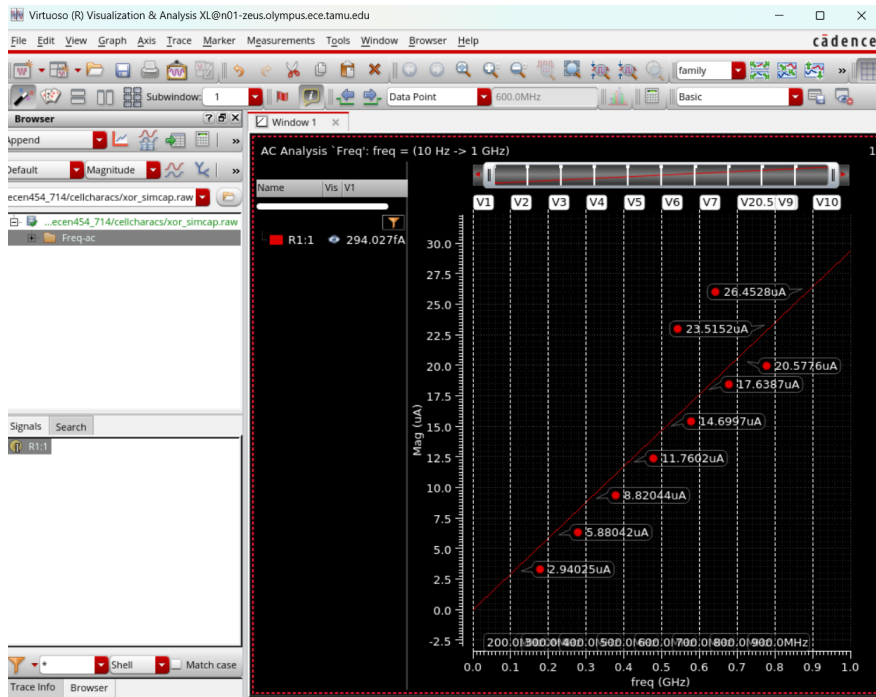 Virtuoso (R) Visualization & Analysis XL@n01-zeus.olympus.ece.tamu.edu
File Edit View Graph Axis Trace Marker Measurements Tools Window Browser Help
cādence
family
Subwindow: 1
Data Point
600.0MHz
Basic
Browser
Window 1
Append
Default
Magnitude
ecen454_714/cellcharacs/xor_simcap.raw
...ecen454_714/cellcharacs/xor_simcap.raw
Freq-ac
AC Analysis `Freq': freq = (10 Hz -> 1 GHz)
1
Name Vis V1
R1:1 294.027fA
V1 V2 V3 V4 V5 V6 V7 V20.5 V9 V10
30.0
27.5
25.0
22.5
20.0
17.5
15.0
12.5
10.0
7.5
5.0
2.5
0.0
-2.5
Mag (uA)
26.4528uA
23.5152uA
20.5776uA
17.6387uA
14.6997uA
11.7602uA
8.82044uA
5.88042uA
2.94025uA
0.0 0.1 0.2 0.3 0.4 0.5 0.6 0.7 0.8 0.9 1.0
freq (GHz)
Signals Search
R1:1
* Shell Match case
Trace Info Browser